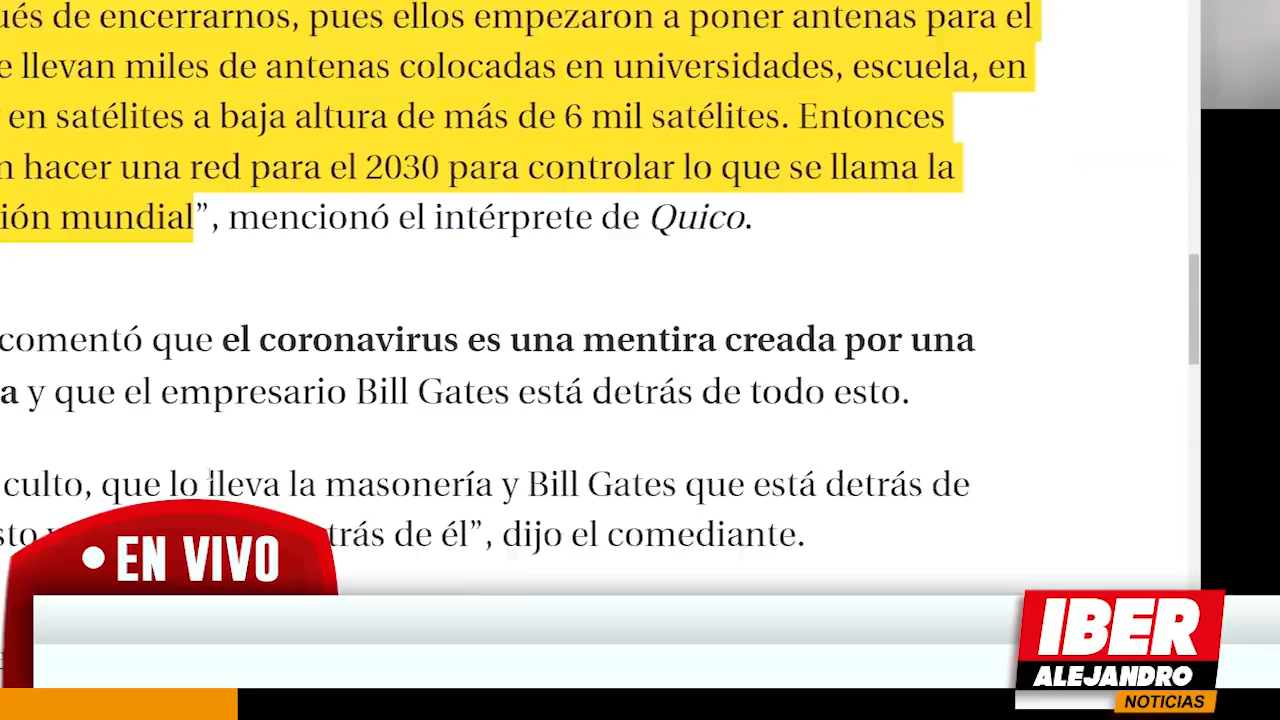 ués de encerrarnos, pues ellos empezaron a poner antenas para el
e llevan miles de antenas colocadas en universidades, escuela, en
en satélites a baja altura de más de 6 mil satélites. Entonces
n hacer una red para el 2030 para controlar lo que se llama la
ión mundial”, mencionó el intérprete de Quico.
comentó que el coronavirus es una mentira creada por una
a y que el empresario Bill Gates está detrás de todo esto.
culto, que lo lleva la masonería y Bill Gates que está detrás de
sto trás de él”, dijo el comediante.
• EN VIVO
IBER
ALEJANDRO
NOTICIAS